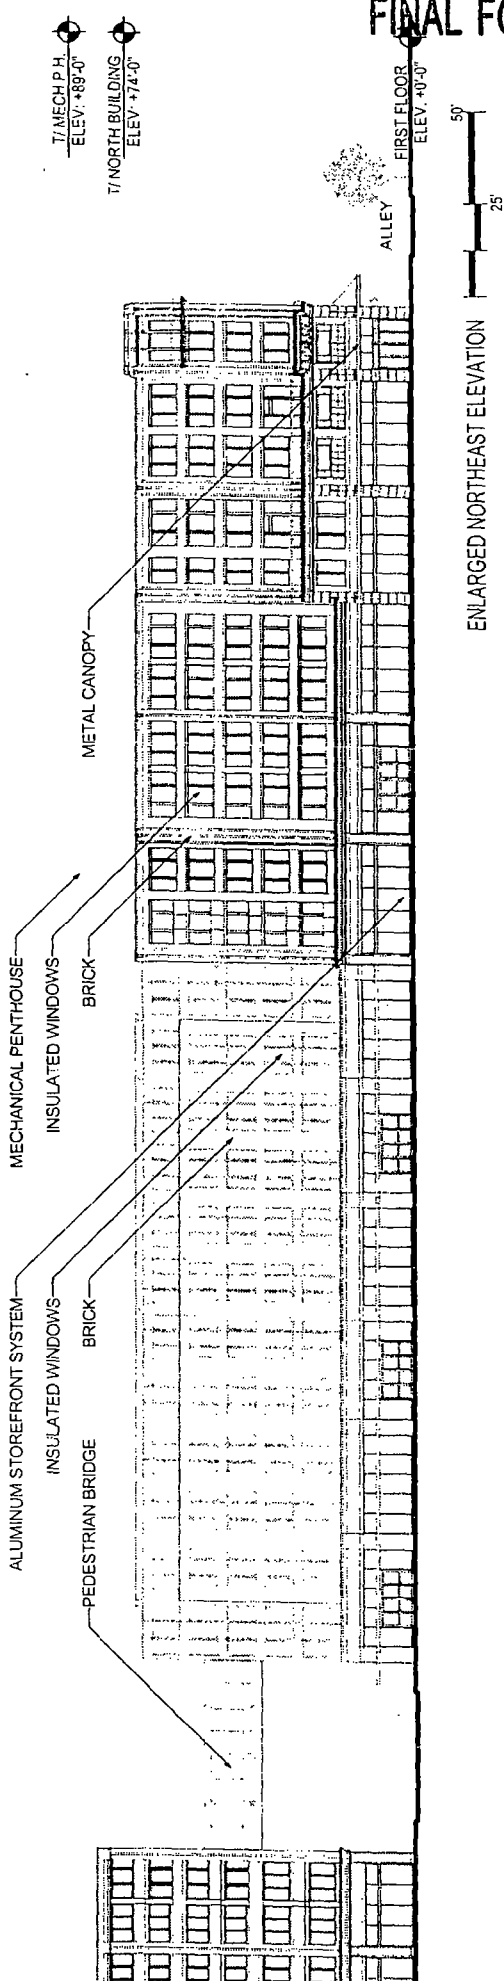 FINAL FO
T/ MECH P.H.
ELEV: +89'-0"
T/ NORTH BUILDING
ELEV: +74'-0"
FIRST FLOOR
ELEV: +0'-0"
ALLEY
50'
25'
ENLARGED NORTHEAST ELEVATION
METAL CANOPY
MECHANICAL PENTHOUSE
INSULATED WINDOWS
BRICK
ALUMINUM STOREFRONT SYSTEM
INSULATED WINDOWS
BRICK
PEDESTRIAN BRIDGE